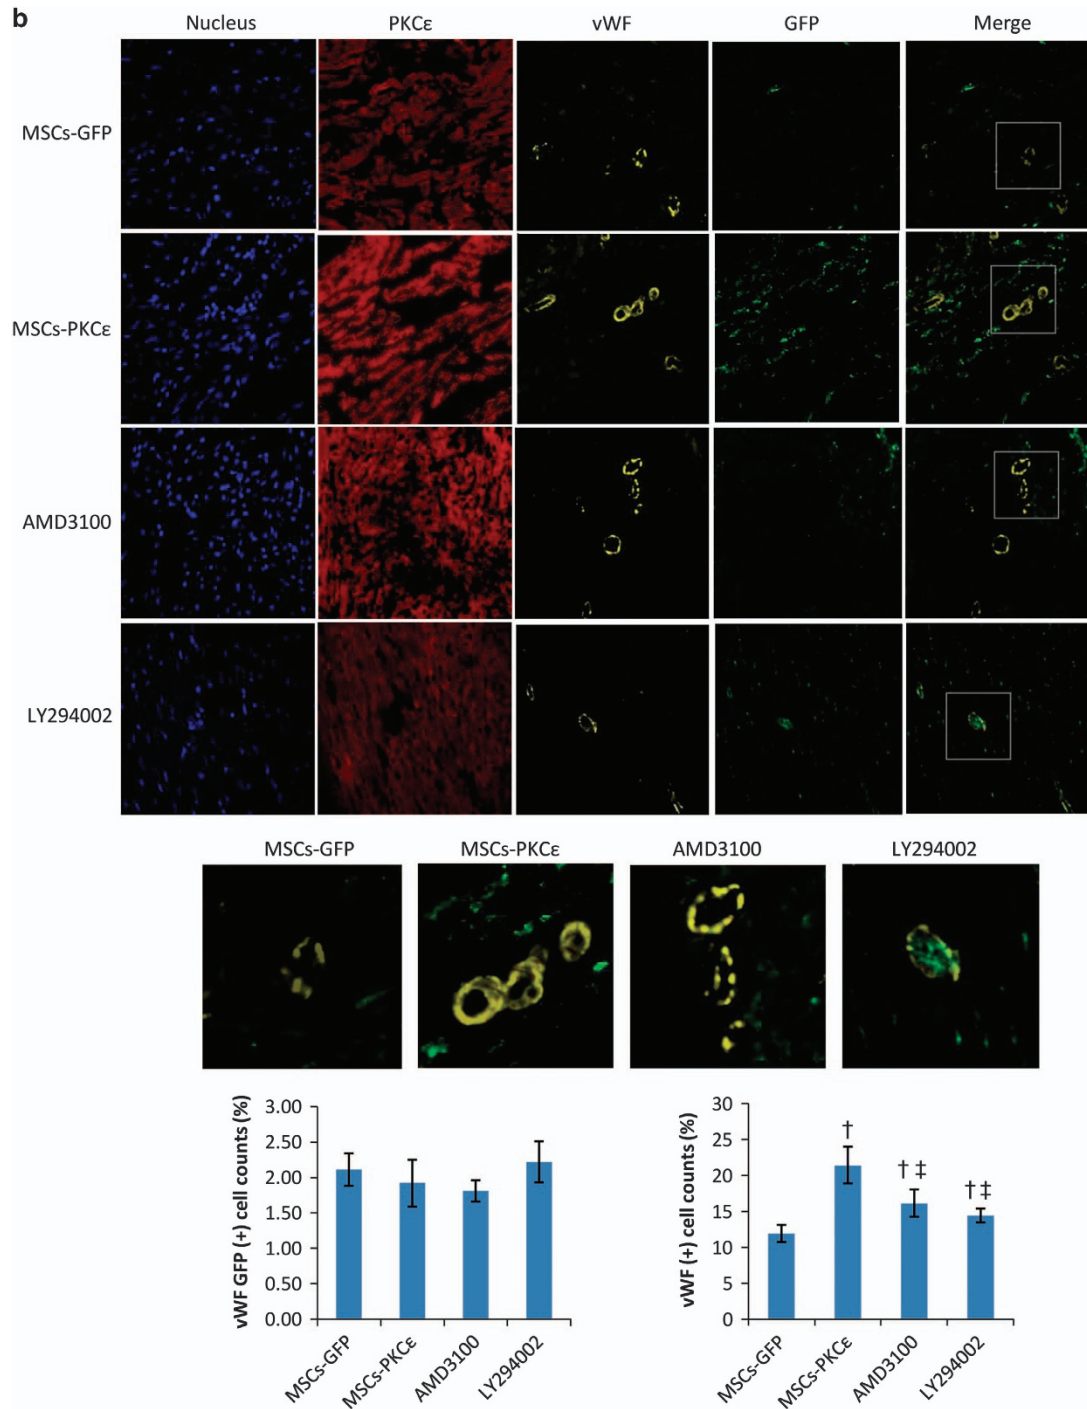 b
Nucleus PKCε vWF GFP Merge
MSCs-GFP
MSCs-PKCε
AMD3100
LY294002
MSCs-GFP MSCs-PKCε AMD3100 LY294002
vWF GFP (+) cell counts (%)
3.00
2.50
2.00
1.50
1.00
0.50
0.00
MSCs-GFP
MSCs-PKCε
AMD3100
LY294002
vWF (+) cell counts (%)
30
25
20
15
10
5
0
†
† ‡
† ‡
MSCs-GFP
MSCs-PKCε
AMD3100
LY294002